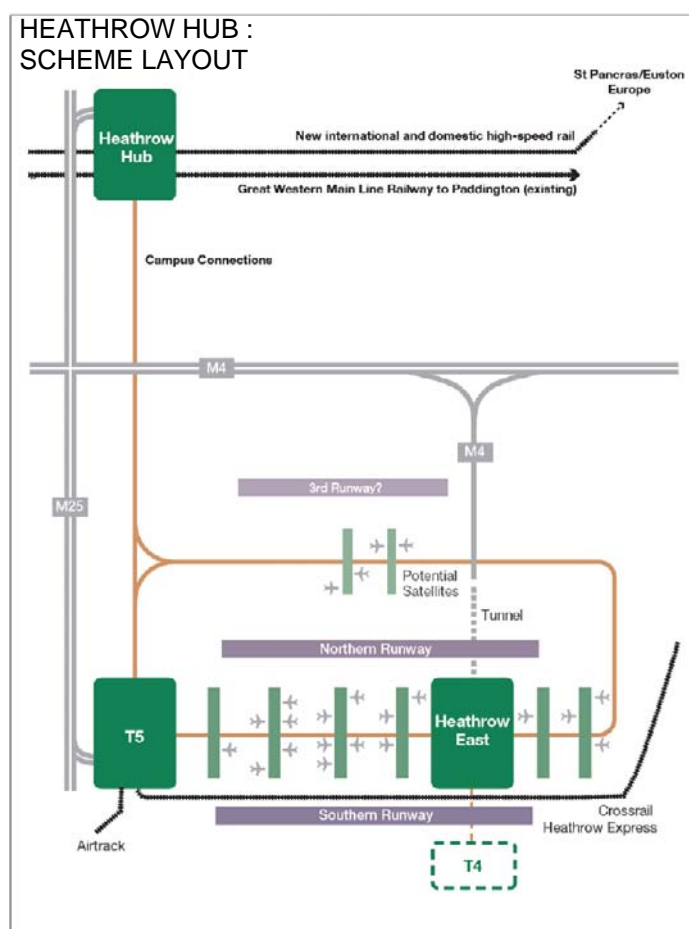 HEATHROW HUB :
SCHEME LAYOUT
St Pancras/Euston
Europe
Heathrow
Hub
New international and domestic high-speed rail
Great Western Main Line Railway to Paddington (existing)
Campus Connections
M4
M4
M25
3rd Runway?
Potential
Satellites
Tunnel
Northern Runway
T5
Heathrow
East
Southern Runway
Crossrail
Heathrow Express
Airtrack
T4